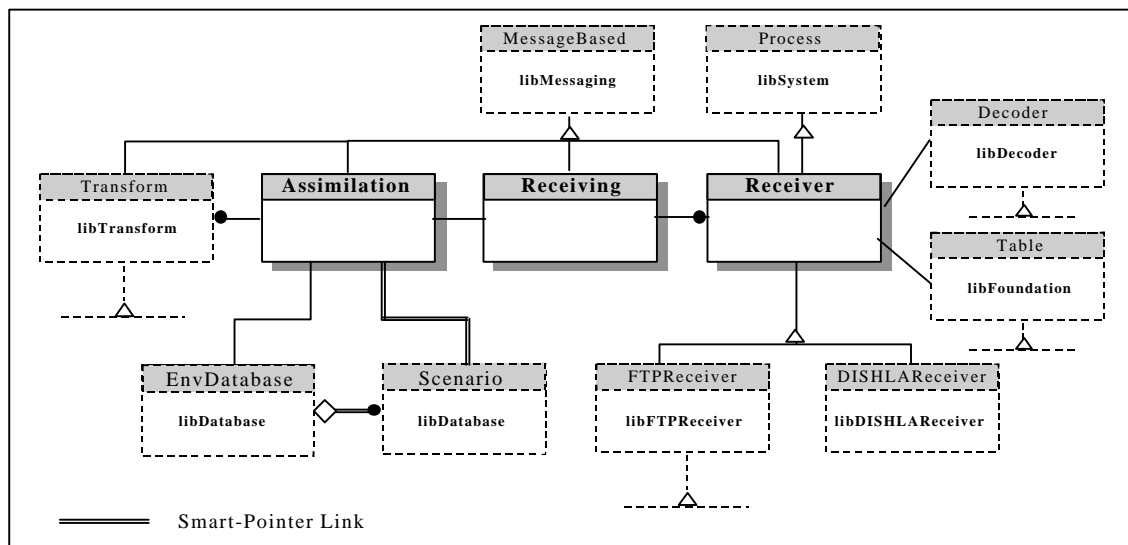 MessageBased
libMessaging
Process
libSystem
Decoder
libDecoder
Transform
libTransform
Assimilation
Receiving
Receiver
Table
libFoundation
EnvDatabase
libDatabase
Scenario
libDatabase
FTPReceiver
libFTPReceiver
DISHLAReceiver
libDISHLAReceiver
Smart-Pointer Link